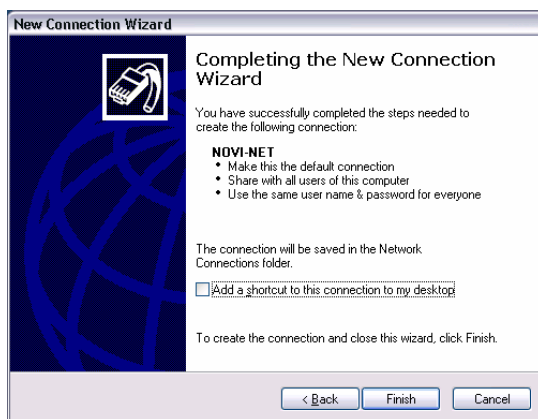 New Connection Wizard
Completing the New Connection
Wizard
You have successfully completed the steps needed to
create the following connection:
NOVI-NET
• Make this the default connection
• Share with all users of this computer
• Use the same user name & password for everyone
The connection will be saved in the Network
Connections folder.
Add a shortcut to this connection to my desktop
To create the connection and close this wizard, click Finish.
< Back
Finish
Cancel